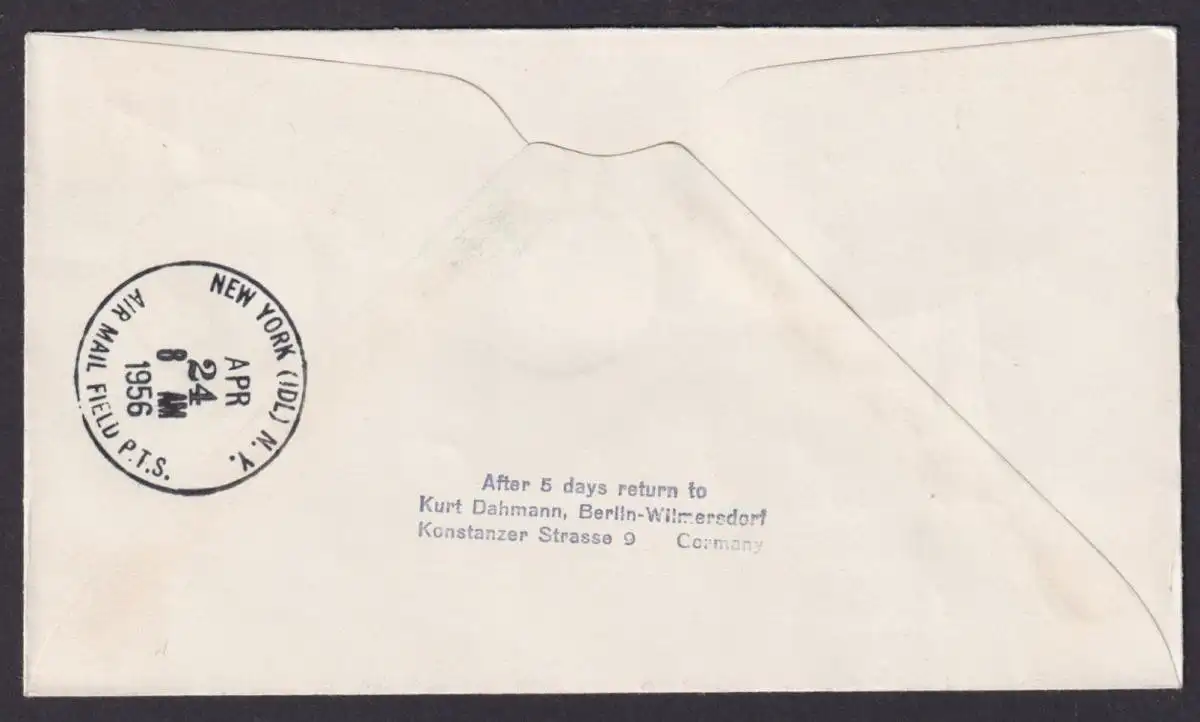 NEW YORK (IDL) N. Y.
AIR MAIL FIELD P.T.S.
APR
24
8 AM
1956
After 5 days return to
Kurt Dahmann, Berlin-Wilmersdorf
Konstanzer Strasse 9 Germany